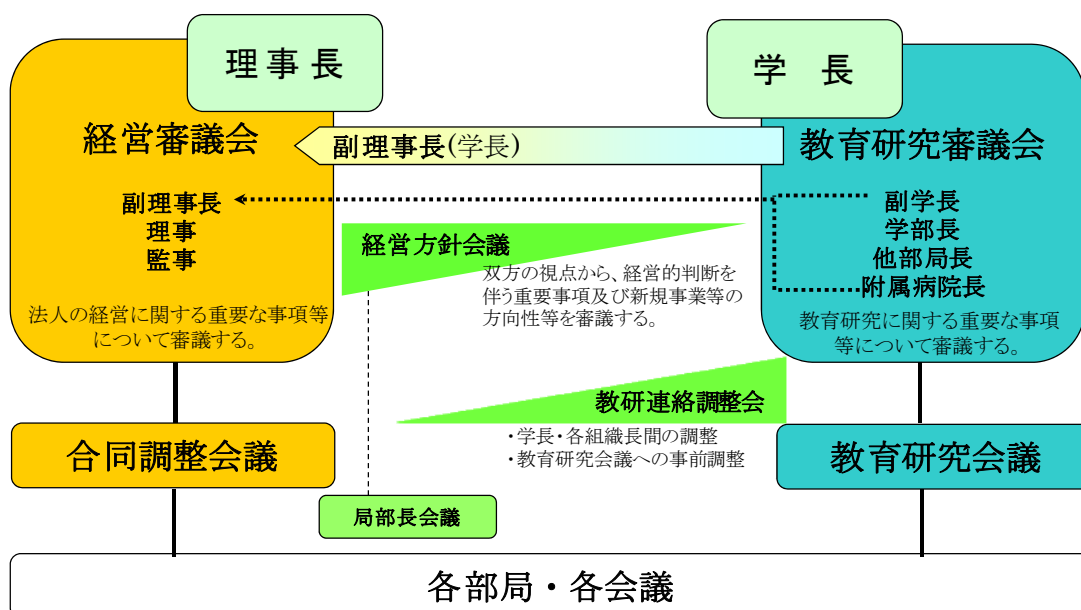 理事長
学 長
経営審議会
副理事長(学長)
教育研究審議会
副理事長
理事
監事
副学長
学部長
他部局長
附属病院長
経営方針会議
双方の視点から、経営的判断を
伴う重要事項及び新規事業等の
方向性等を審議する。
法人の経営に関する重要な事項等
について審議する。
教育研究に関する重要な事項
等について審議する。
教研連絡調整会
・学長・各組織長間の調整
・教育研究会議への事前調整
合同調整会議
教育研究会議
局部長会議
各部局・各会議